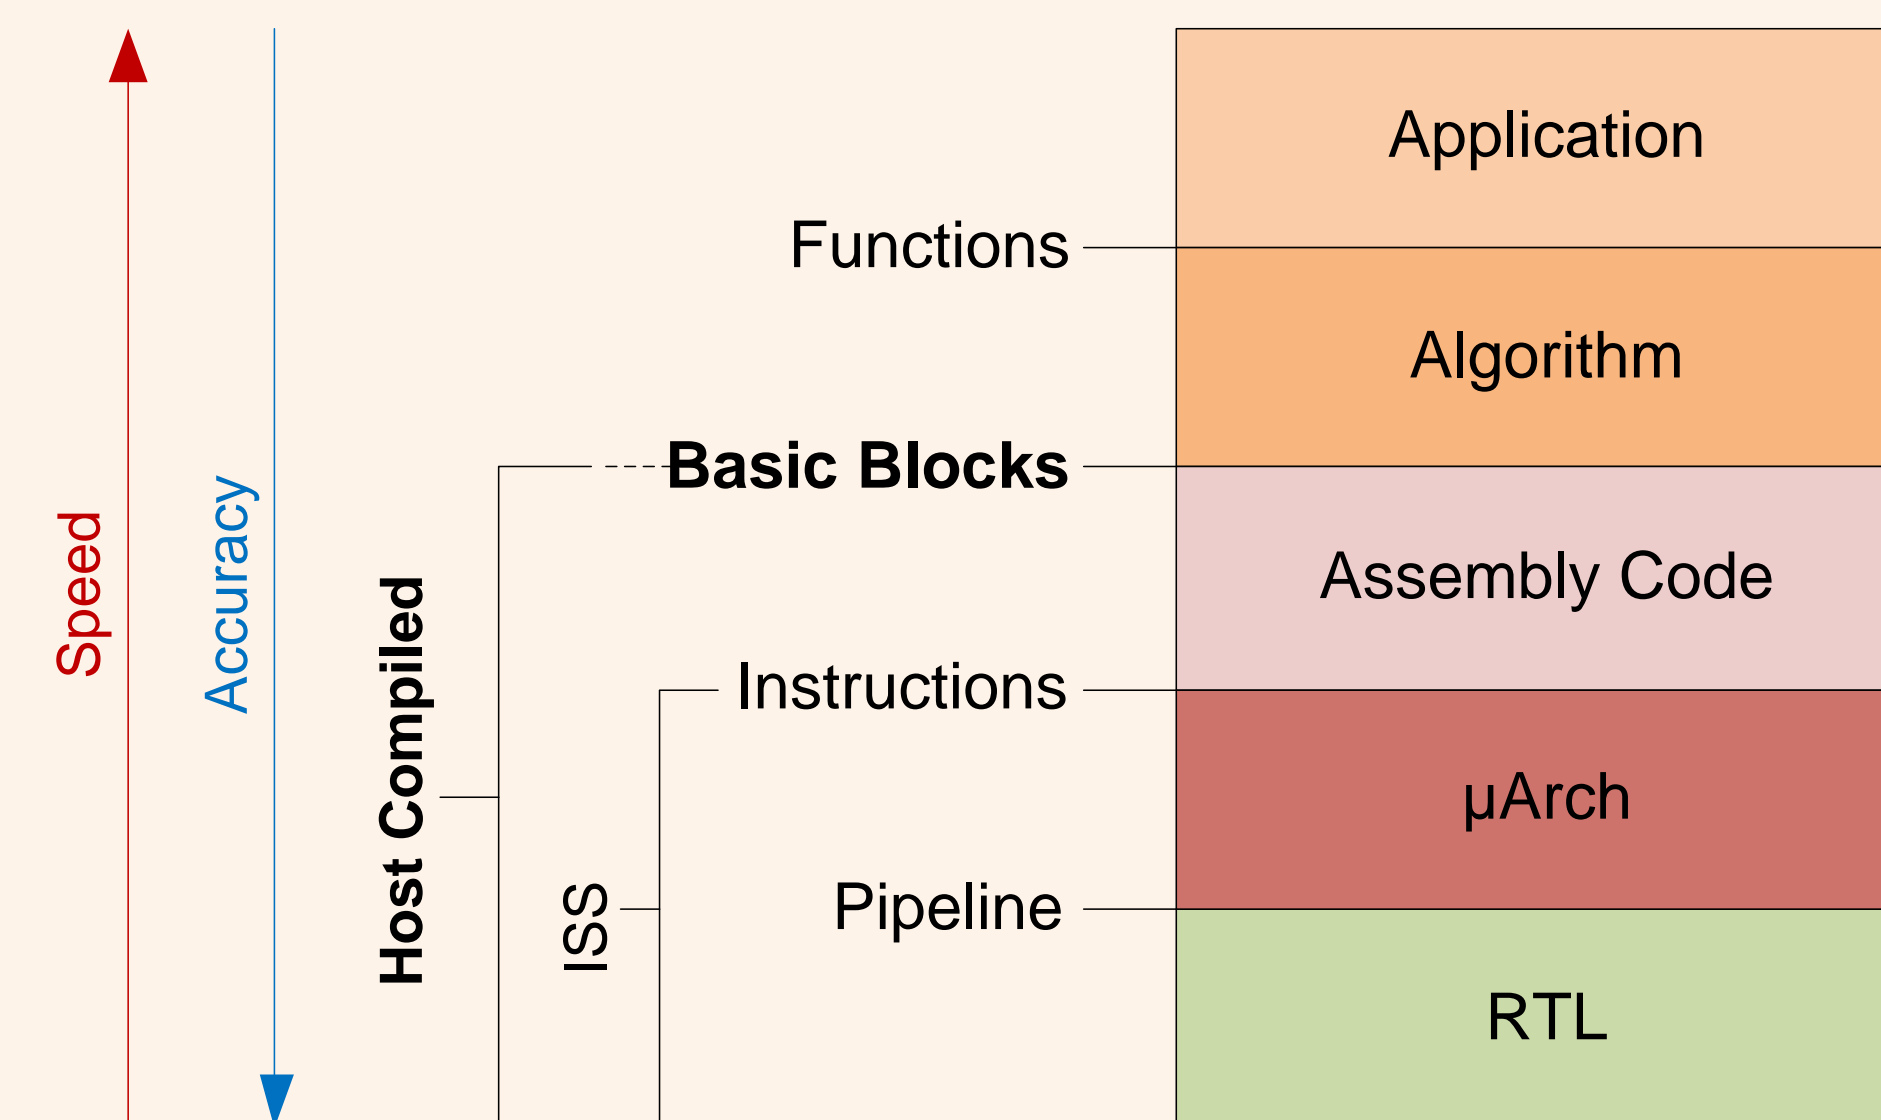 Speed
Accuracy
Host Compiled
ISS
Functions
Basic Blocks
Instructions
Pipeline
Application
Algorithm
Assembly Code
µArch
RTL